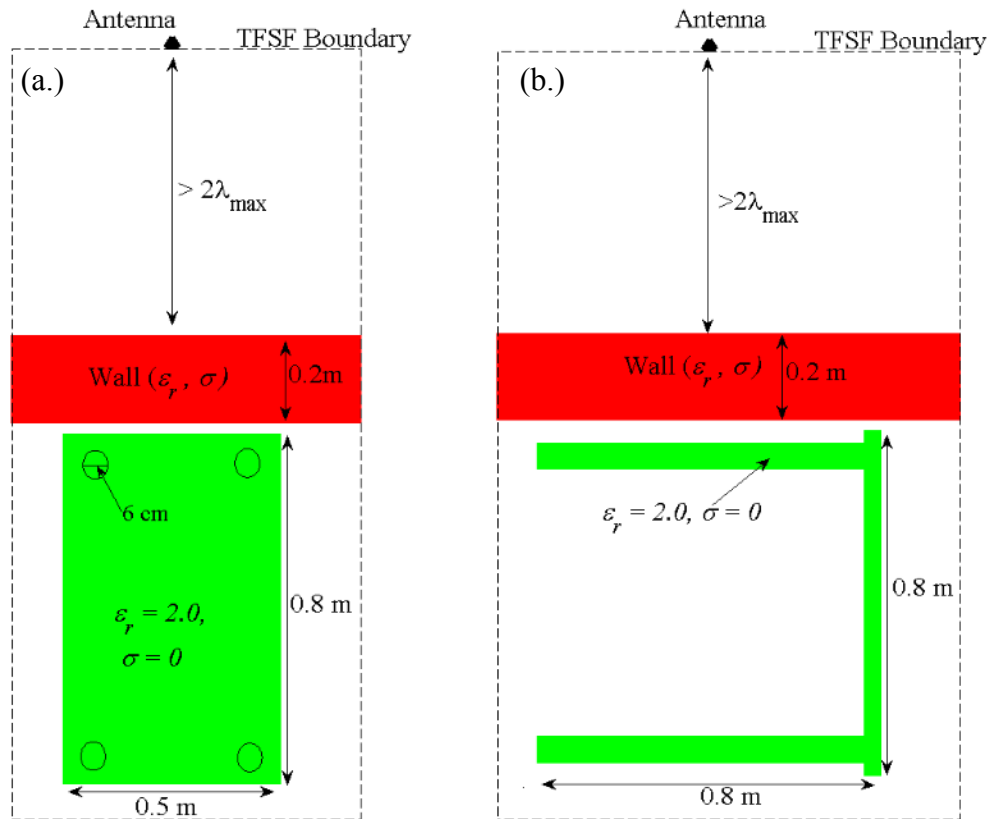 Antenna
TFSF Boundary
(a.)
> 2λmax
Wall (εr , σ)
0.2m
6 cm
εr = 2.0,
σ = 0
0.8 m
0.5 m
Antenna
TFSF Boundary
(b.)
>2λmax
Wall (εr , σ)
0.2 m
εr = 2.0, σ = 0
0.8 m
0.8 m